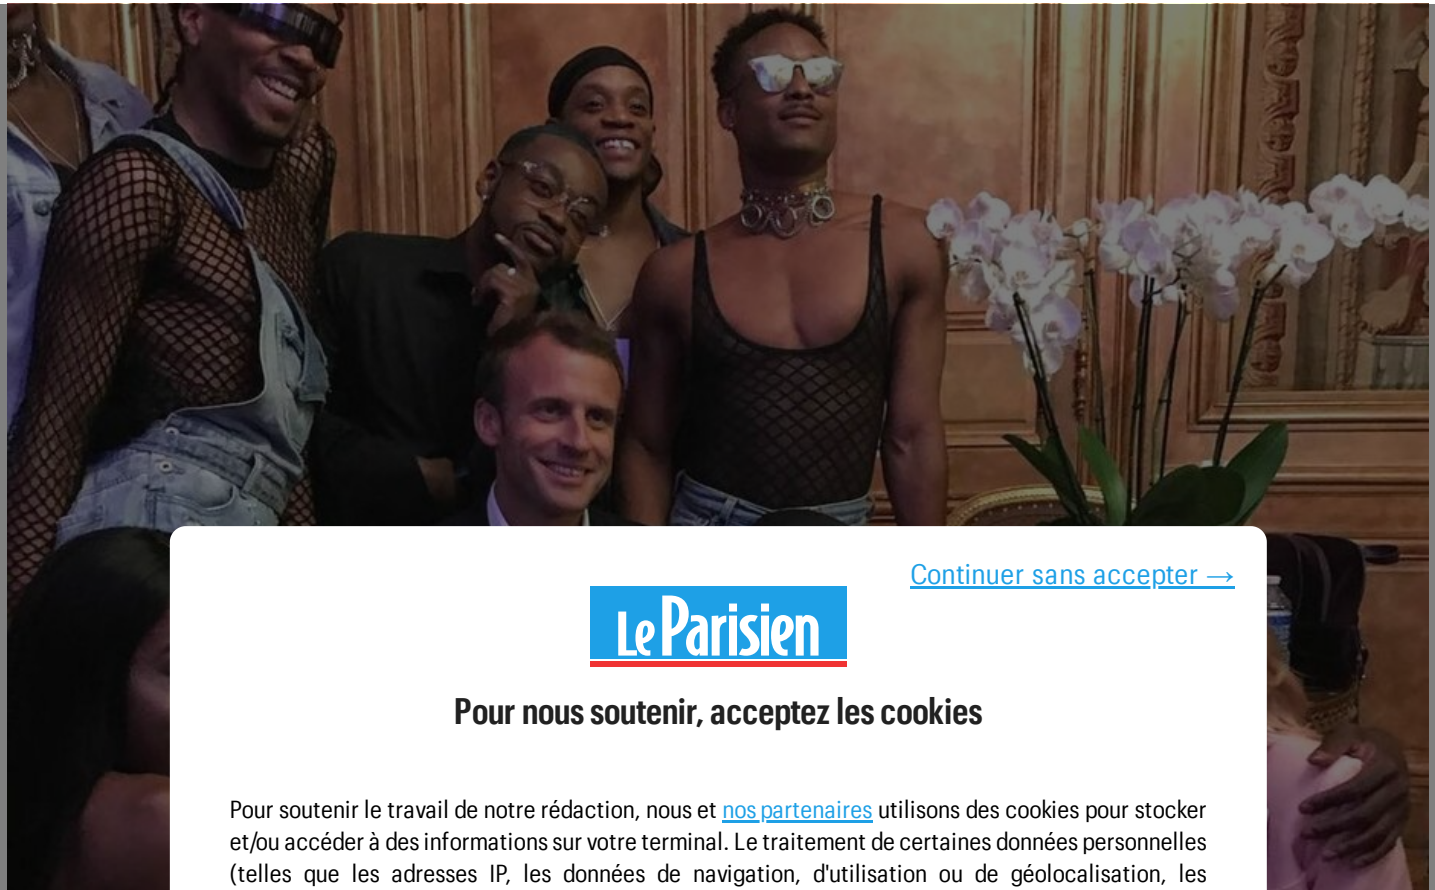 Continuer sans accepter →
Le Parisien
Pour nous soutenir, acceptez les cookies
Pour soutenir le travail de notre rédaction, nous et nos partenaires utilisons des cookies pour stocker
et/ou accéder à des informations sur votre terminal. Le traitement de certaines données personnelles
(telles que les adresses IP, les données de navigation, d'utilisation ou de géolocalisation, les